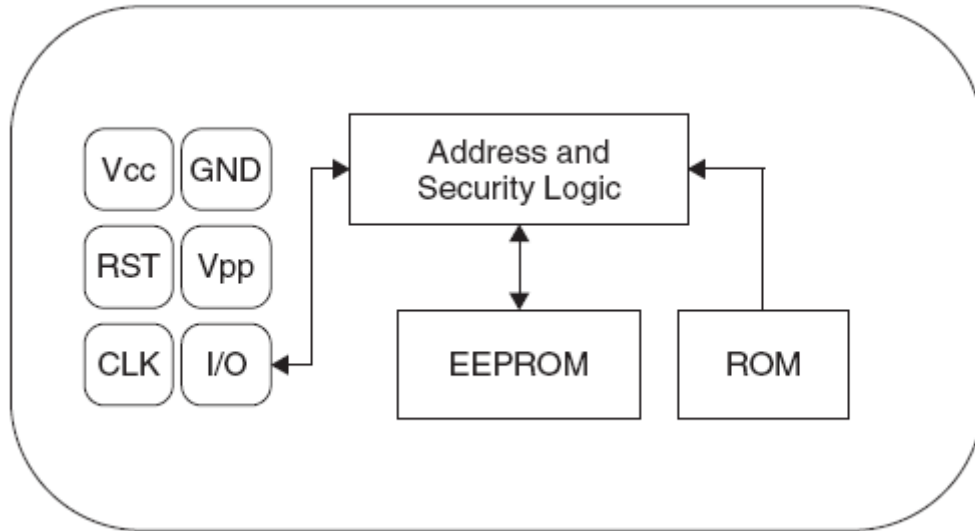 Vcc GND
RST Vpp
CLK I/O
Address and
Security Logic
EEPROM
ROM